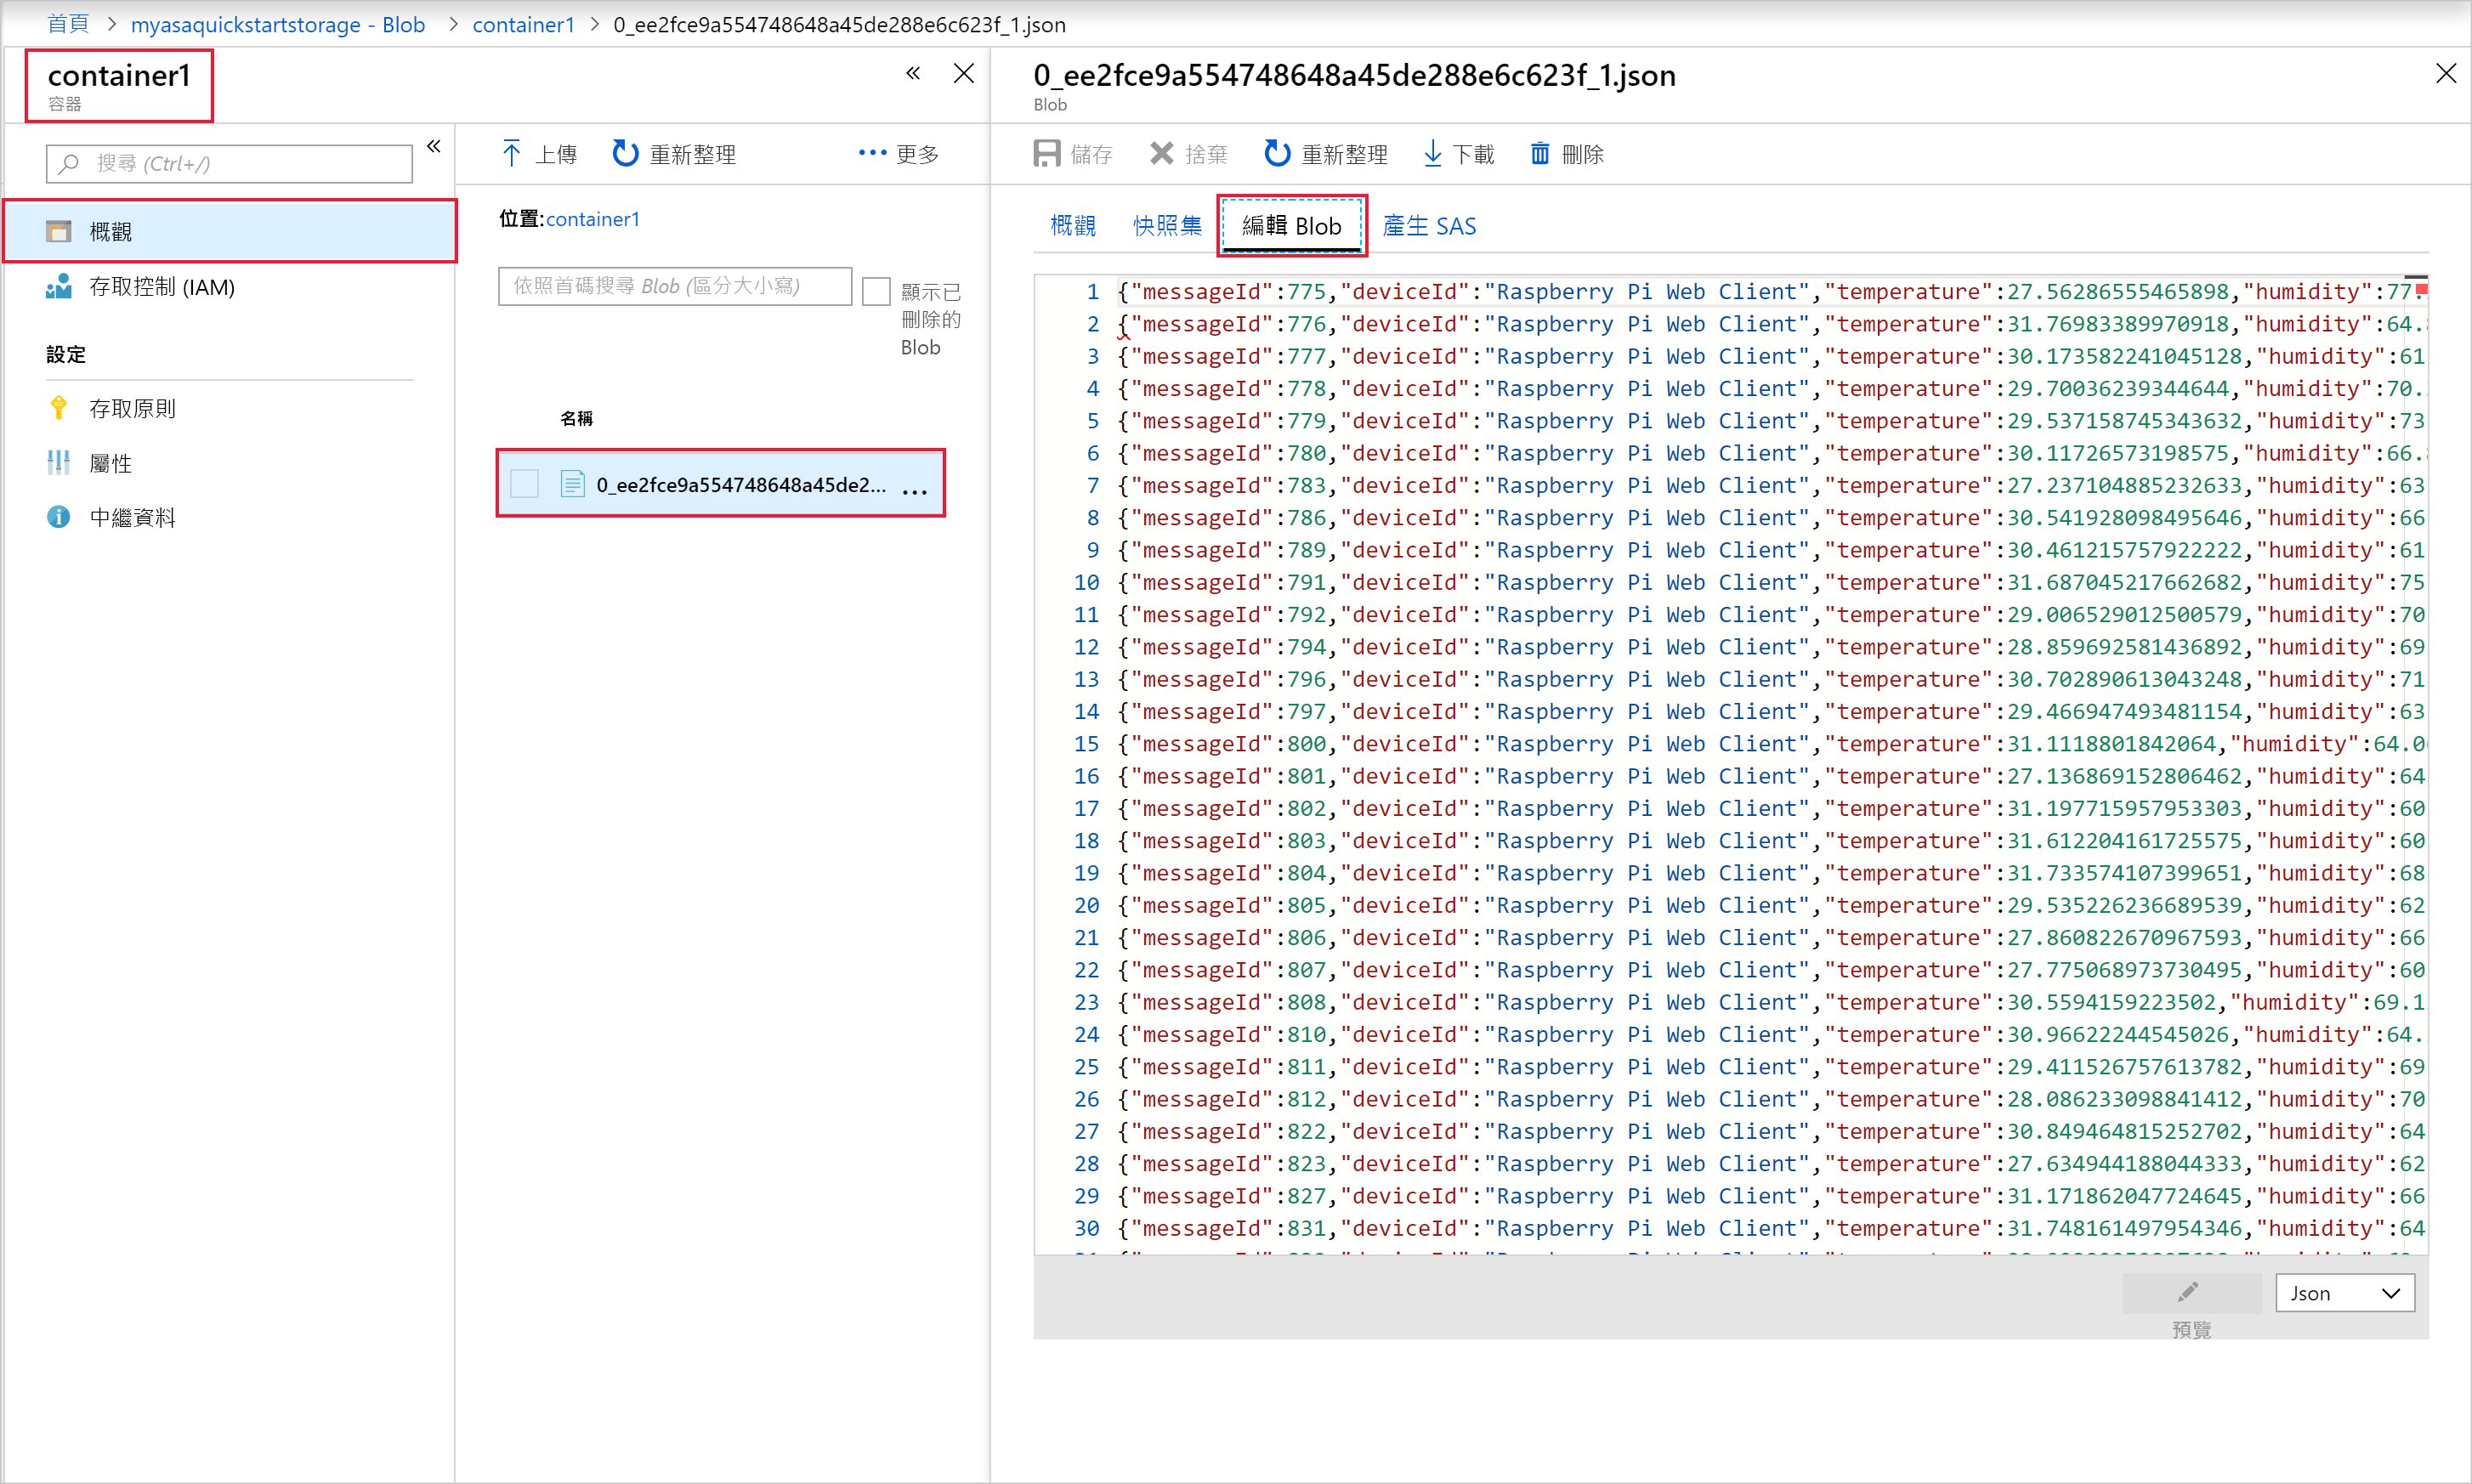 首頁 > myasaquickstartstorage - Blob > container1 > 0_ee2fce9a554748648a45de288e6c623f_1.json
container1
容器
搜尋 (Ctrl+/)
概觀
存取控制 (IAM)
設定
存取原則
屬性
中繼資料
上傳 重新整理 更多
位置:container1
依照首碼搜尋 Blob (區分大小寫)
顯示已
刪除的
Blob
名稱
0_ee2fce9a554748648a45de2...
0_ee2fce9a554748648a45de288e6c623f_1.json
Blob
儲存 捨棄 重新整理 下載 刪除
概觀 快照集 編輯 Blob 產生 SAS
1 {"messageId":775,"deviceId":"Raspberry Pi Web Client","temperature":27.56286555465898,"humidity":77.
2 {"messageId":776,"deviceId":"Raspberry Pi Web Client","temperature":31.76983389970918,"humidity":64.
3 {"messageId":777,"deviceId":"Raspberry Pi Web Client","temperature":30.173582241045128,"humidity":61
4 {"messageId":778,"deviceId":"Raspberry Pi Web Client","temperature":29.70036239344644,"humidity":70.
5 {"messageId":779,"deviceId":"Raspberry Pi Web Client","temperature":29.537158745343632,"humidity":73
6 {"messageId":780,"deviceId":"Raspberry Pi Web Client","temperature":30.11726573198575,"humidity":66.
7 {"messageId":783,"deviceId":"Raspberry Pi Web Client","temperature":27.237104885232633,"humidity":63
8 {"messageId":786,"deviceId":"Raspberry Pi Web Client","temperature":30.541928098495646,"humidity":66
9 {"messageId":789,"deviceId":"Raspberry Pi Web Client","temperature":30.461215757922222,"humidity":61
10 {"messageId":791,"deviceId":"Raspberry Pi Web Client","temperature":31.687045217662682,"humidity":75
11 {"messageId":792,"deviceId":"Raspberry Pi Web Client","temperature":29.0065290125000579,"humidity":70
12 {"messageId":794,"deviceId":"Raspberry Pi Web Client","temperature":28.859692581436892,"humidity":69
13 {"messageId":796,"deviceId":"Raspberry Pi Web Client","temperature":30.702890613043248,"humidity":71
14 {"messageId":797,"deviceId":"Raspberry Pi Web Client","temperature":29.466947493481154,"humidity":63
15 {"messageId":800,"deviceId":"Raspberry Pi Web Client","temperature":31.1118801842064,"humidity":64.0
16 {"messageId":801,"deviceId":"Raspberry Pi Web Client","temperature":27.136869152806462,"humidity":64
17 {"messageId":802,"deviceId":"Raspberry Pi Web Client","temperature":31.197715957953303,"humidity":60
18 {"messageId":803,"deviceId":"Raspberry Pi Web Client","temperature":31.612204161725575,"humidity":60
19 {"messageId":804,"deviceId":"Raspberry Pi Web Client","temperature":31.733574107399651,"humidity":68
20 {"messageId":805,"deviceId":"Raspberry Pi Web Client","temperature":29.535226236689539,"humidity":62
21 {"messageId":806,"deviceId":"Raspberry Pi Web Client","temperature":27.860822670967593,"humidity":66
22 {"messageId":807,"deviceId":"Raspberry Pi Web Client","temperature":27.775068973730495,"humidity":60
23 {"messageId":808,"deviceId":"Raspberry Pi Web Client","temperature":30.5594159223502,"humidity":69.1
24 {"messageId":810,"deviceId":"Raspberry Pi Web Client","temperature":30.96622244545026,"humidity":64.
25 {"messageId":811,"deviceId":"Raspberry Pi Web Client","temperature":29.411526757613782,"humidity":69
26 {"messageId":812,"deviceId":"Raspberry Pi Web Client","temperature":28.086233098841412,"humidity":70
27 {"messageId":822,"deviceId":"Raspberry Pi Web Client","temperature":30.849464815252702,"humidity":64
28 {"messageId":823,"deviceId":"Raspberry Pi Web Client","temperature":27.634944188044333,"humidity":62
29 {"messageId":827,"deviceId":"Raspberry Pi Web Client","temperature":31.171862047724645,"humidity":66
30 {"messageId":831,"deviceId":"Raspberry Pi Web Client","temperature":31.748161497954346,"humidity":64
預覽
Json